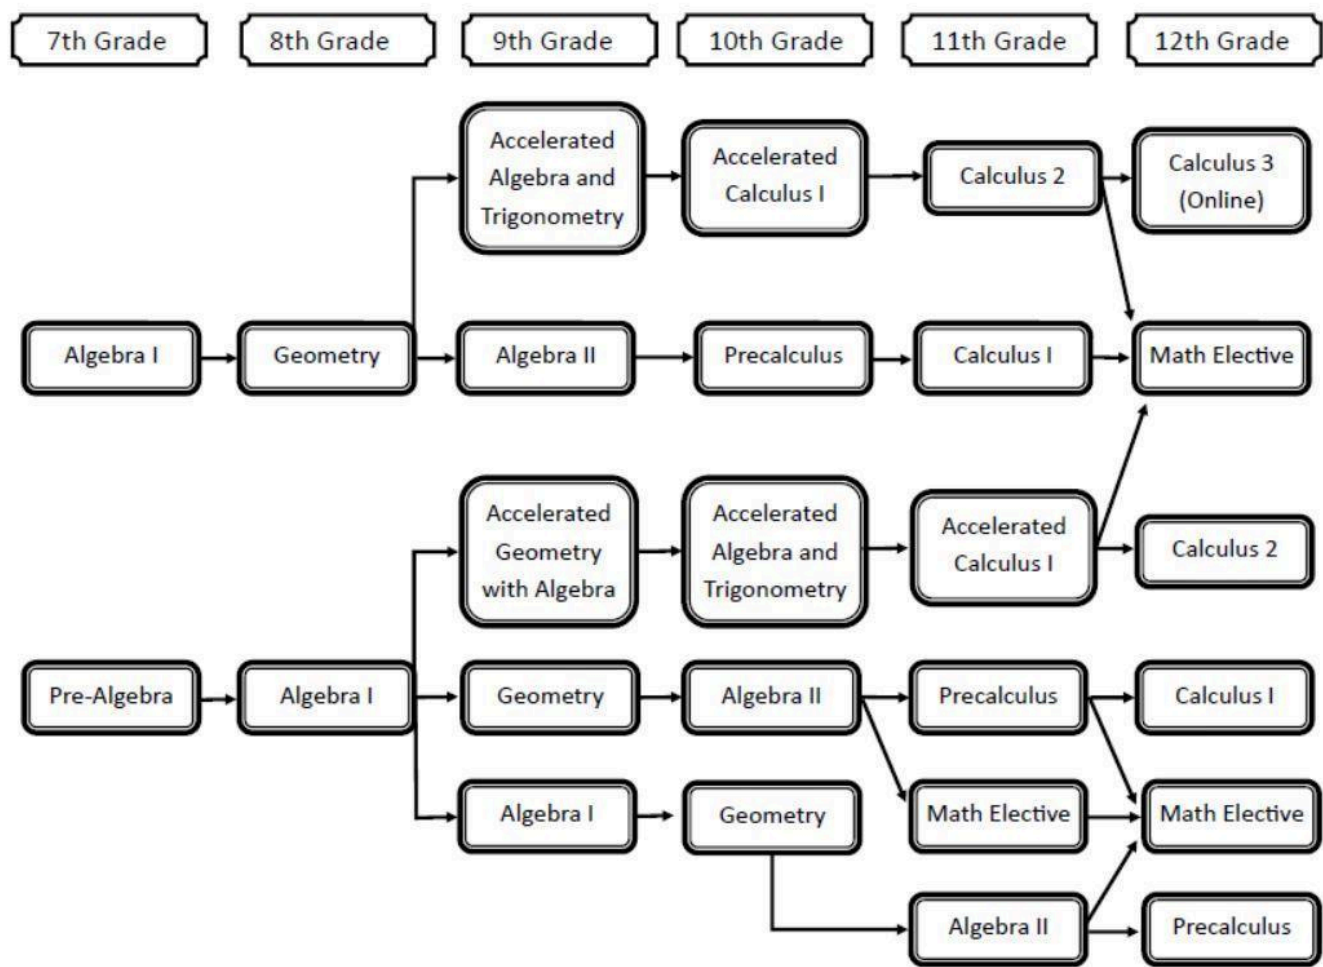 7th Grade
8th Grade
9th Grade
10th Grade
11th Grade
12th Grade
Accelerated
Algebra and
Trigonometry
Accelerated
Calculus I
Calculus 2
Calculus 3
(Online)
Algebra I
Geometry
Algebra II
Precalculus
Calculus I
Math Elective
Accelerated
Geometry
with Algebra
Accelerated
Algebra and
Trigonometry
Accelerated
Calculus I
Calculus 2
Pre-Algebra
Algebra I
Geometry
Algebra II
Precalculus
Calculus I
Algebra I
Geometry
Math Elective
Math Elective
Algebra II
Precalculus